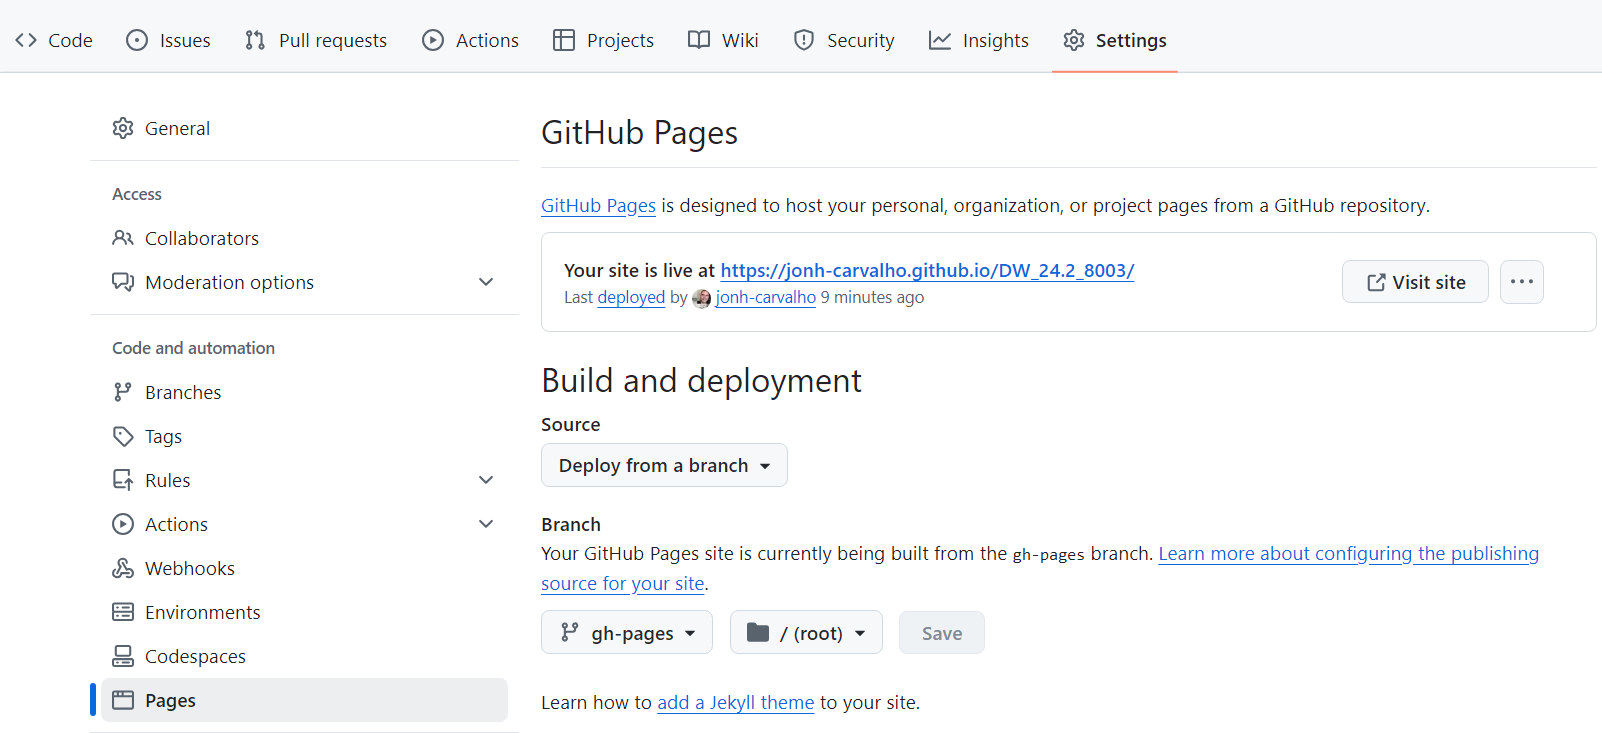 Code Issues Pull requests Actions Projects Wiki Security Insights Settings
General
Access
Collaborators
Moderation options
Code and automation
Branches
Tags
Rules
Actions
Webhooks
Environments
Codespaces
Pages
GitHub Pages
GitHub Pages is designed to host your personal, organization, or project pages from a GitHub repository.
Your site is live at https://jonh-carvalho.github.io/DW_24.2_8003/
Last deployed by jonh-carvalho 9 minutes ago
Visit site
Build and deployment
Source
Deploy from a branch
Branch
Your GitHub Pages site is currently being built from the gh-pages branch. Learn more about configuring the publishing
source for your site.
gh-pages / (root) Save
Learn how to add a Jekyll theme to your site.